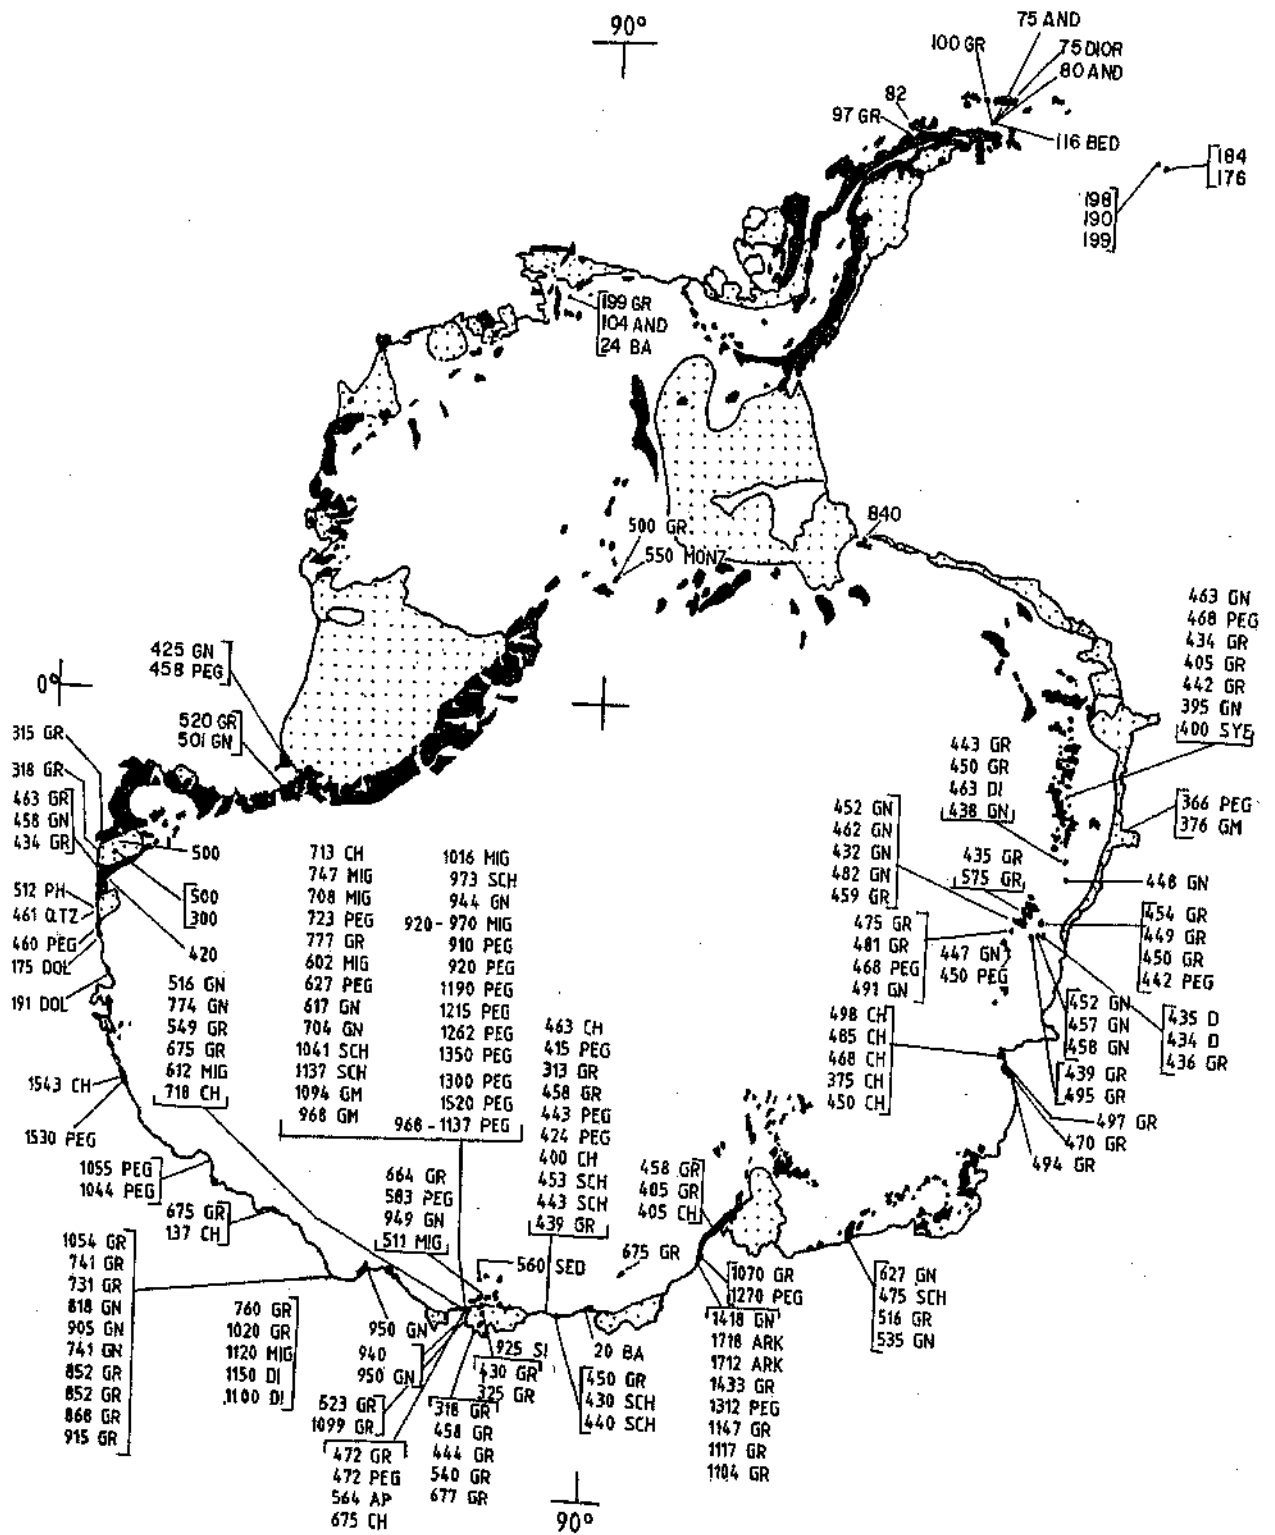 90°
75 AND
100 GR
75 DIOR
80 AND
82
97 GR
116 BED
184
176
198
190
199
199 GR
104 AND
24 BA
840
500 GR
550 MONZ
463 GN
468 PEG
434 GR
405 GR
442 GR
395 GN
400 SYE
425 GN
458 PEG
0°
520 GR
501 GN
315 GR
318 GR
463 GR
458 GN
434 GR
500
500
300
512 PH
461 QTZ
460 PEG
175 DOL
420
191 DOL
443 GR
450 GR
463 DI
438 GN
366 PEG
376 GM
452 GN
462 GN
432 GN
482 GN
459 GR
435 GR
575 GR
448 GN
475 GR
481 GR
468 PEG
491 GN
447 GN
450 PEG
454 GR
449 GR
450 GR
442 PEG
452 GN
457 GN
458 GN
435 D
434 D
436 GR
498 CH
485 CH
468 CH
375 CH
450 CH
439 GR
495 GR
497 GR
470 GR
494 GR
713 CH
747 MIG
708 MIG
723 PEG
777 GR
602 MIG
627 PEG
617 GN
704 GN
1041 SCH
1137 SCH
1094 GM
968 GM
1016 MIG
973 SCH
944 GN
920-970 MIG
910 PEG
920 PEG
1190 PEG
1215 PEG
1262 PEG
1350 PEG
1300 PEG
1520 PEG
968-1137 PEG
516 GN
774 GN
549 GR
675 GR
612 MIG
718 CH
463 CH
415 PEG
313 GR
458 GR
443 PEG
424 PEG
400 CH
453 SCH
443 SCH
439 GR
1543 CH
1530 PEG
1055 PEG
1044 PEG
675 GR
137 CH
664 GR
583 PEG
949 GN
511 MIG
560 SED
458 GR
405 GR
405 CH
675 GR
1054 GR
741 GR
731 GR
818 GN
905 GN
741 GN
852 GR
852 GR
868 GR
915 GR
760 GR
1020 GR
1120 MIG
1150 DI
1100 DI
950 GN
940
950 GN
925 SI
430 GR
325 GR
20 BA
450 GR
430 SCH
440 SCH
1070 GR
1270 PEG
1418 GN
1718 ARK
1712 ARK
1433 GR
1312 PEG
1147 GR
1117 GR
1104 GR
627 GN
475 SCH
516 GR
535 GN
523 GR
1099 GR
318 GR
458 GR
444 GR
540 GR
677 GR
472 GR
472 PEG
564 AP
675 CH
90°